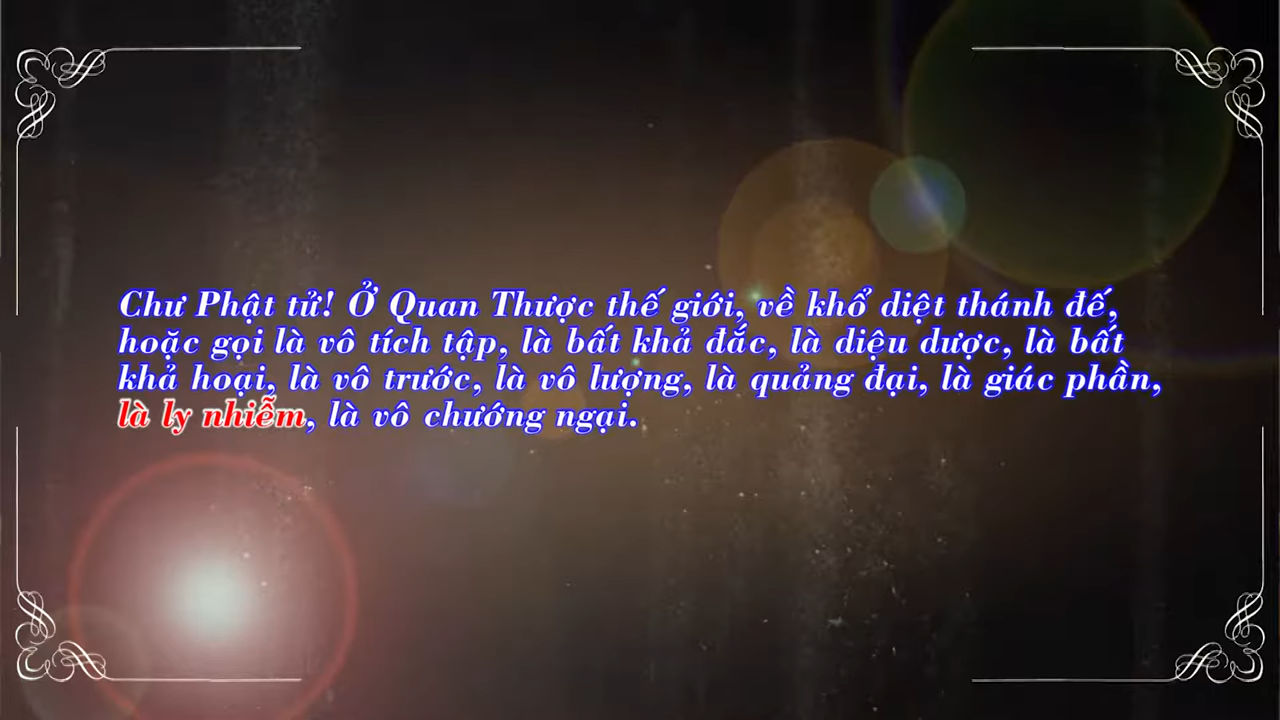 Chư Phật tử! Ở Quan Thược thế giới, về khổ diệt thánh đế,
hoặc gọi là vô tích tập, là bất khả đắc, là diệu dược, là bất
khả hoại, là vô trước, là vô lượng, là quảng đại, là giác phần,
là ly nhiễm, là vô chướng ngại.